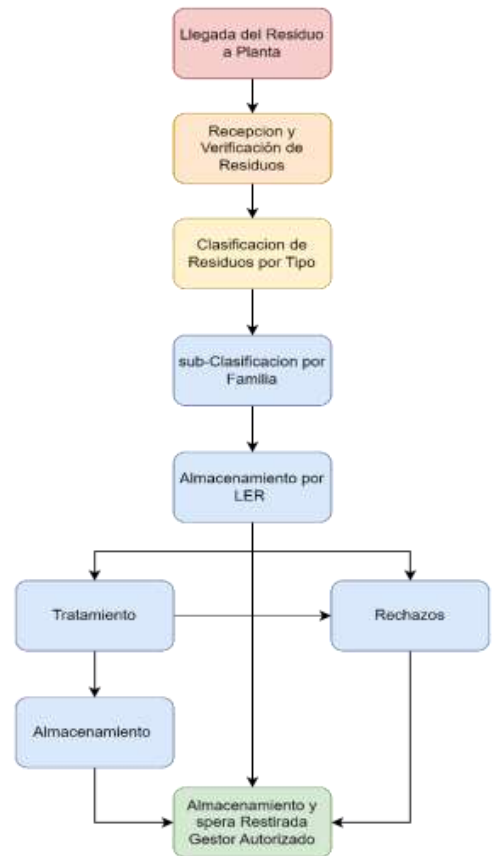 Llegada del Residuo
a Planta
Recepcion y
Verificación de
Residuos
Clasificacion de
Residuos por Tipo
sub-Clasificacion por
Familia
Almacenamiento por
LER
Tratamiento
Rechazos
Almacenamiento
Almacenamiento y
spera Restirada
Gestor Autorizado